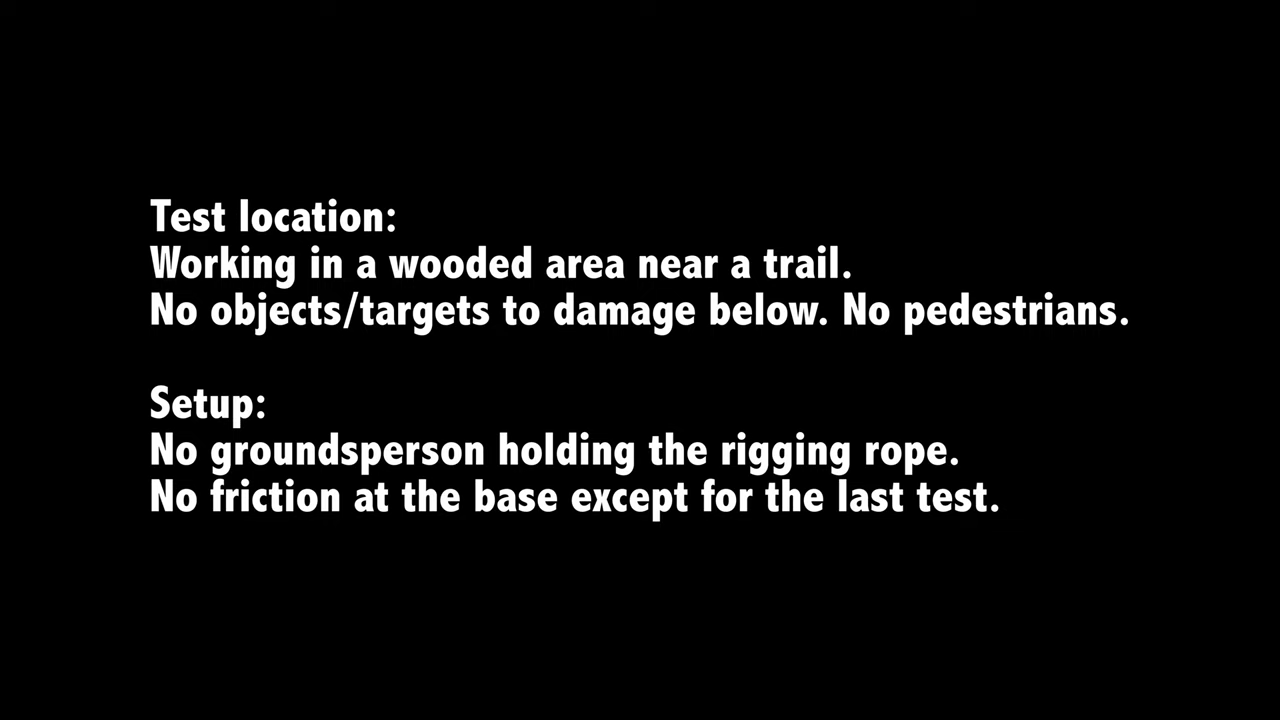 Test location:
Working in a wooded area near a trail.
No objects/targets to damage below. No pedestrians.
Setup:
No groundsperson holding the rigging rope.
No friction at the base except for the last test.